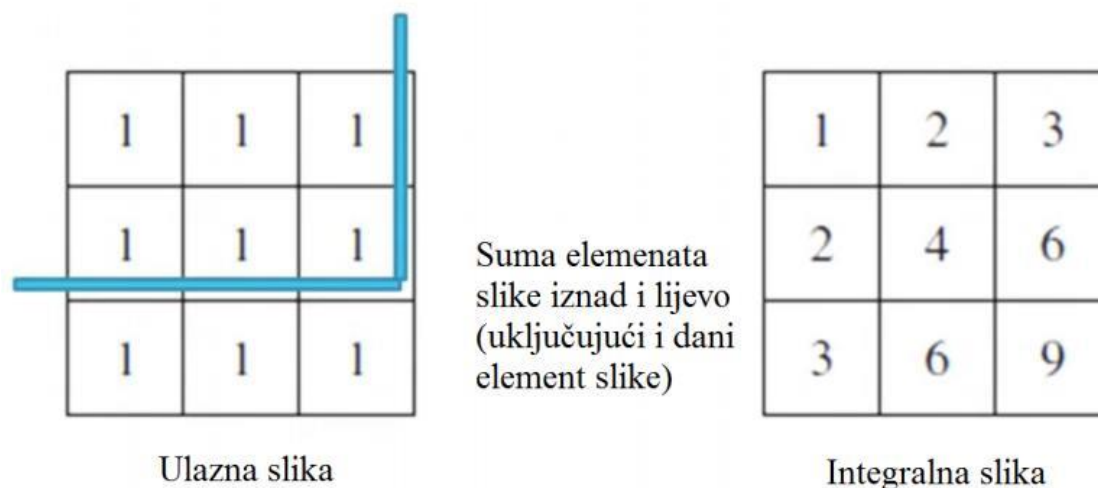 1 1 1
1 1 1
1 1 1
Ulazna slika
Suma elemenata
slike iznad i lijevo
(uključujući i dani
element slike)
1 2 3
2 4 6
3 6 9
Integralna slika